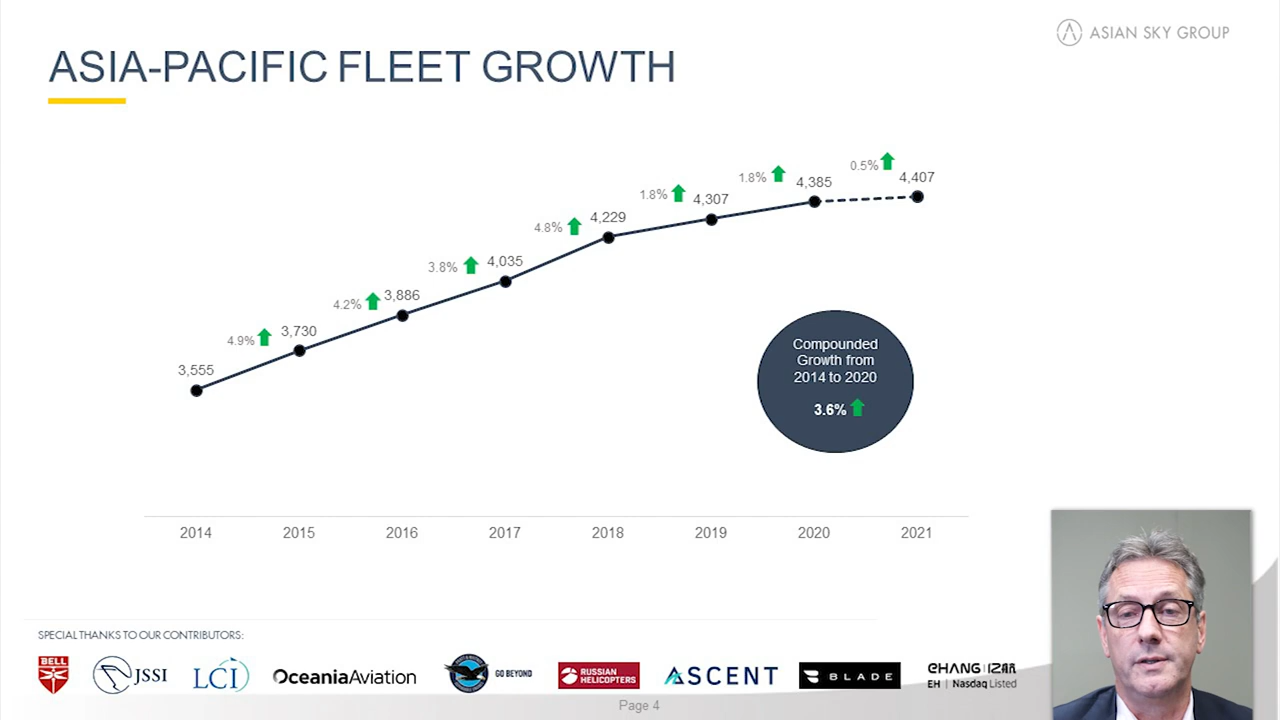 ASIAN SKY GROUP
ASIA-PACIFIC FLEET GROWTH
3,555
4.9%
3,730
4.2%
3,886
3.8%
4,035
4.8%
4,229
1.8%
4,307
1.8%
4,385
0.5%
4,407
Compounded
Growth from
2014 to 2020
3.6%
2014 2015 2016 2017 2018 2019 2020 2021
SPECIAL THANKS TO OUR CONTRIBUTORS:
BELL
JSSI
LCI
OceaniaAviation
GO BEYOND
RUSSIAN
HELICOPTERS
ASCENT
BLADE
EHANG 亿航
EH | Nasdaq Listed
Page 4